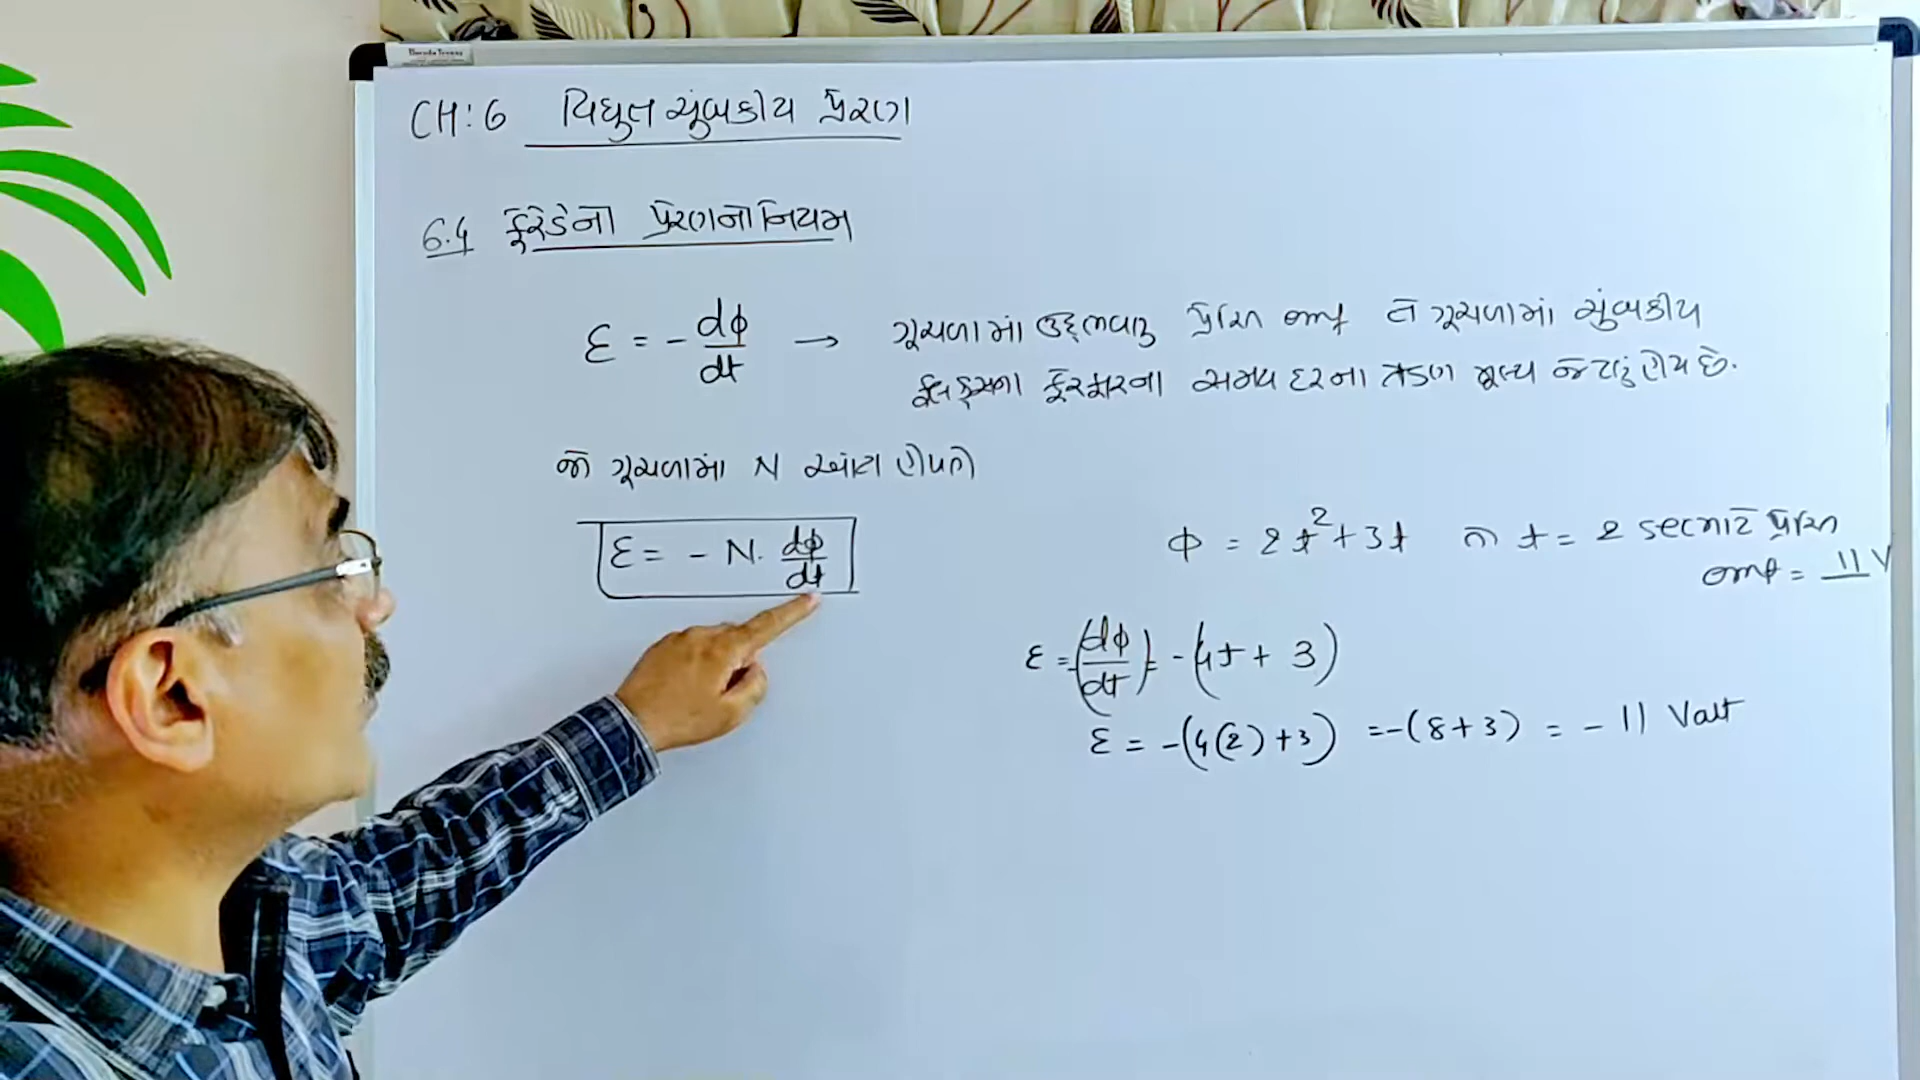 CH: 6 વિદ્યુત ચુંબકીય પ્રેરણ
6.4 ફેરેડેનો પ્રેરણનો નિયમ
ε = - dφ/dt → ગૂંચળામાં ઉદ્દભવતુ પ્રેરિત emf તે ગૂંચળામાં ચુંબકીય
ફ્લક્સના ફેરફારના સમય દરના ઋણ મૂલ્ય જેટલું હોય છે.
જો ગૂંચળામાં N આંટા હોય તો
ε = - N. dφ/dt
φ = 2t² + 3t તો t = 2 sec માટે પ્રેરિત
emf = 11 V
ε = -(dφ/dt) = -(4t + 3)
ε = -(4(2)+3) = -(8+3) = - 11 Valt